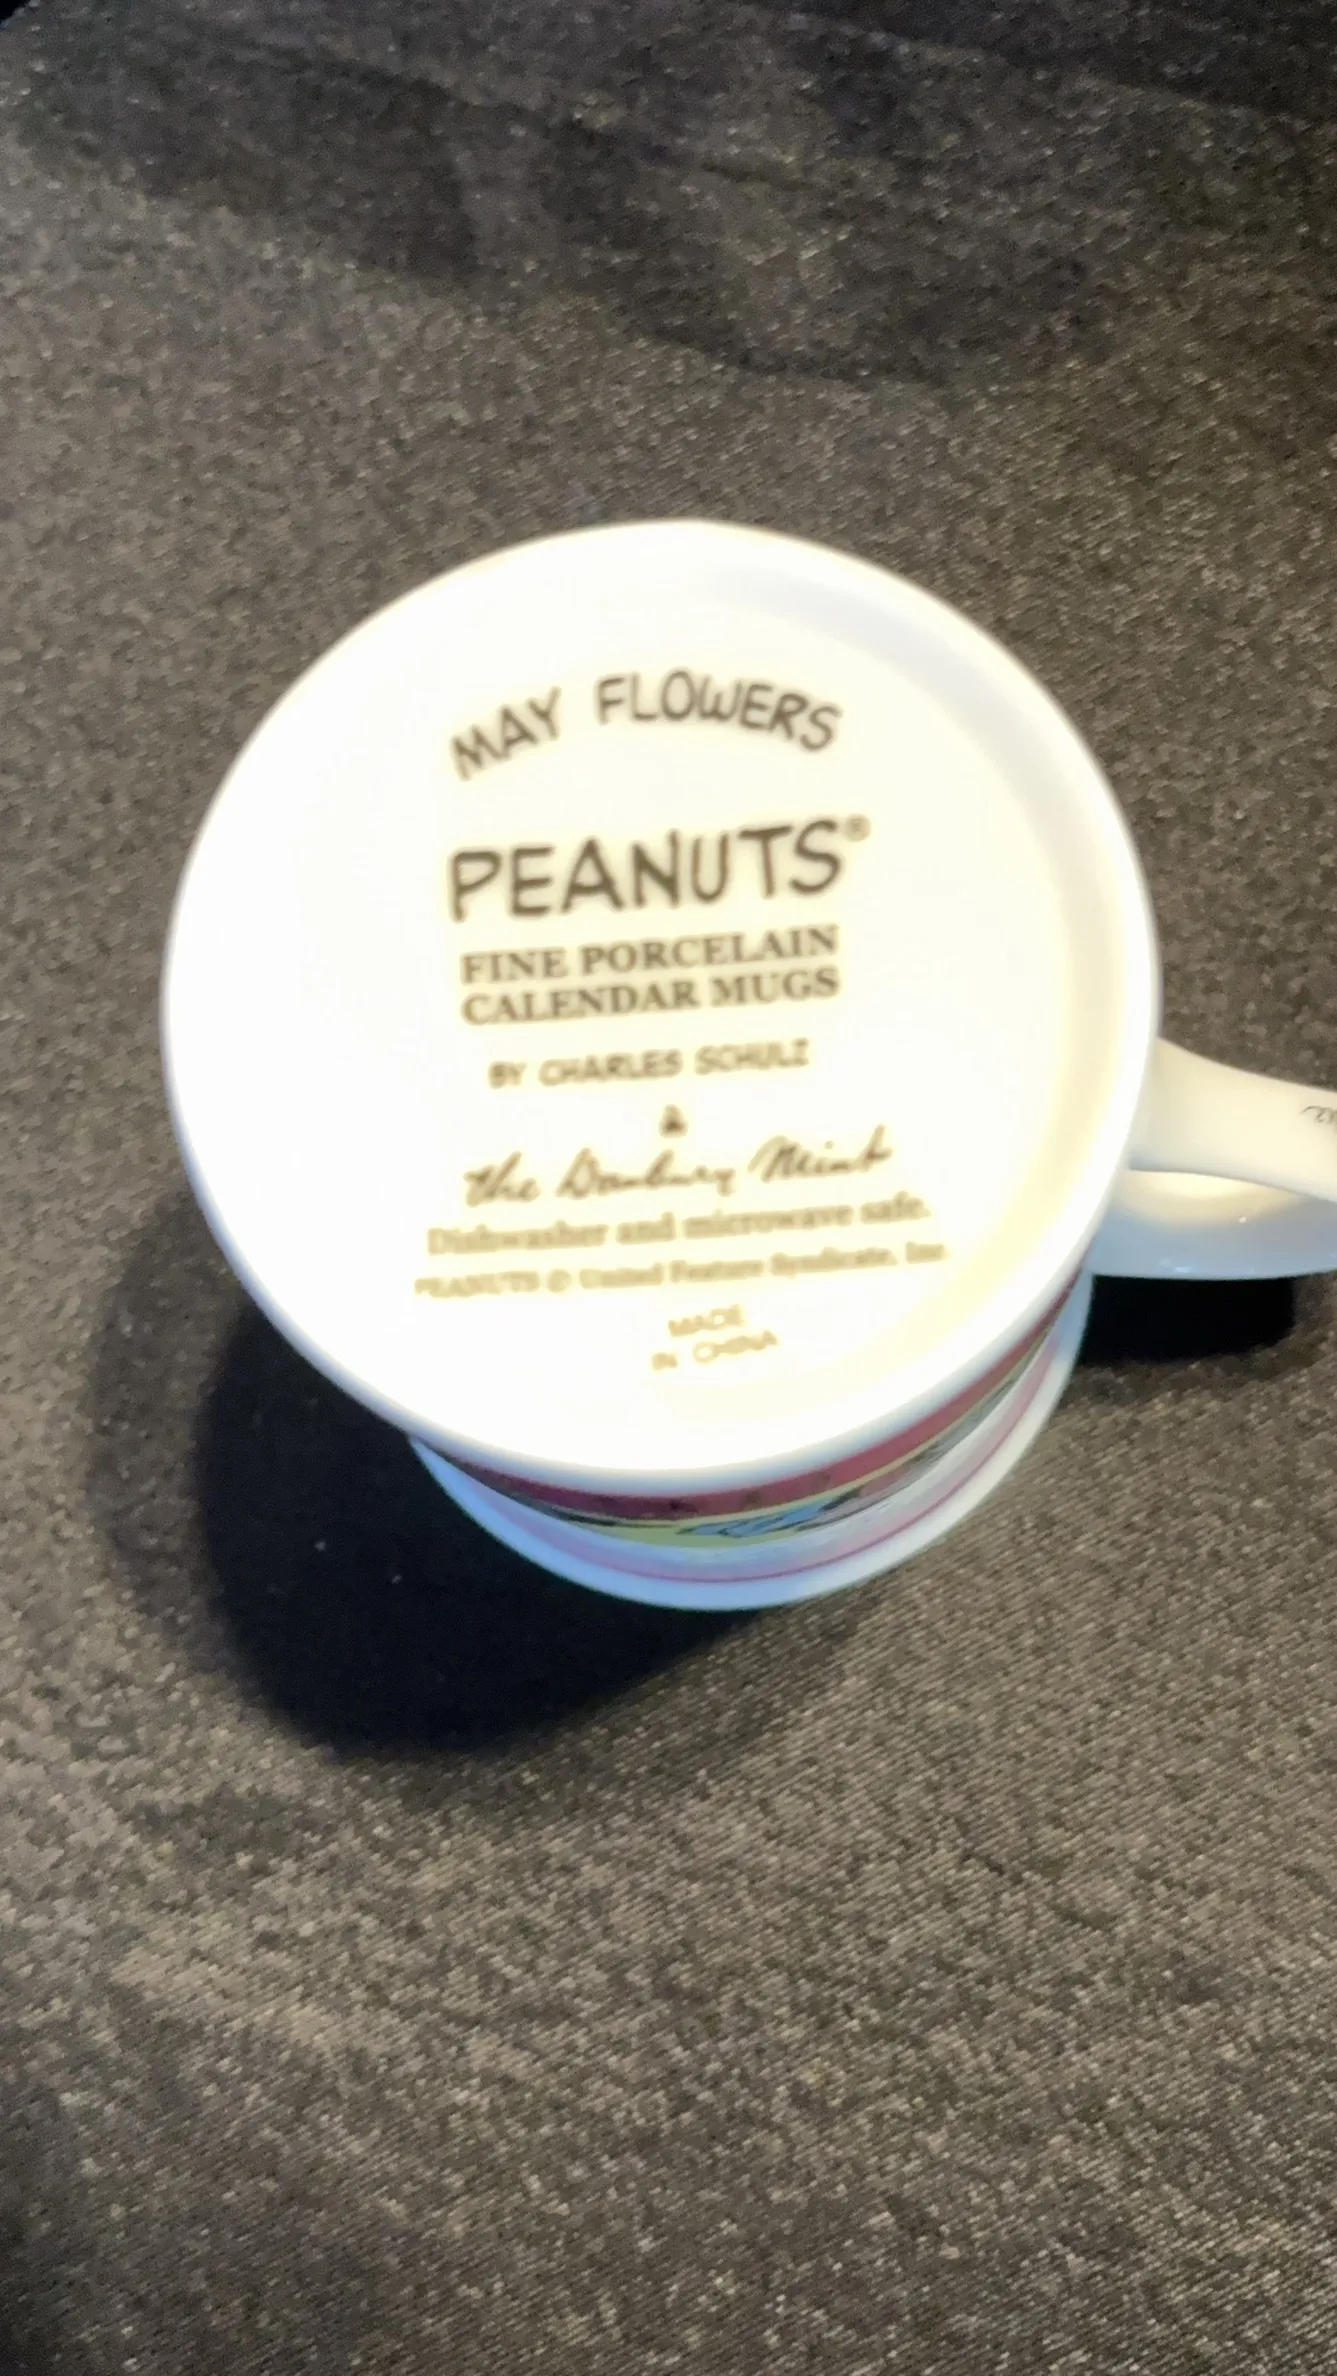 MAY FLOWERS
PEANUTS®
FINE PORCELAIN
CALENDAR MUGS
BY CHARLES SCHULZ
&
the Danbury Mint
Dishwasher and microwave safe.
PEANUTS © United Feature Syndicate, Inc.
MADE
IN CHINA